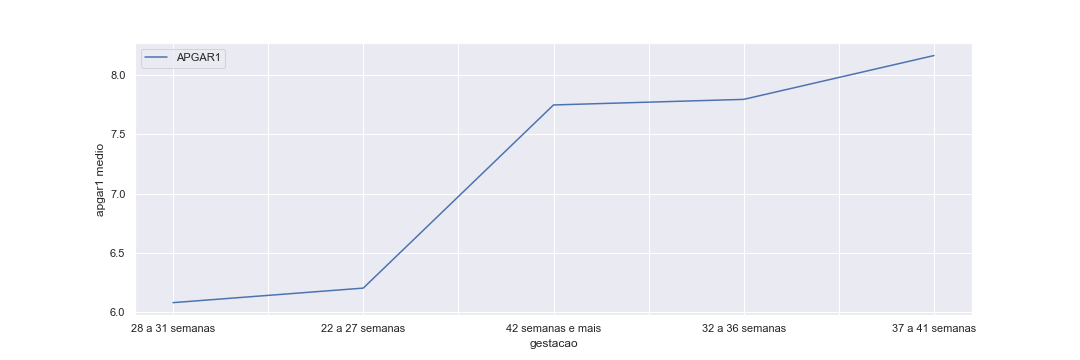 APGAR1
8.0
7.5
7.0
6.5
6.0
apgar1 medio
28 a 31 semanas
22 a 27 semanas
42 semanas e mais
32 a 36 semanas
37 a 41 semanas
gestacao